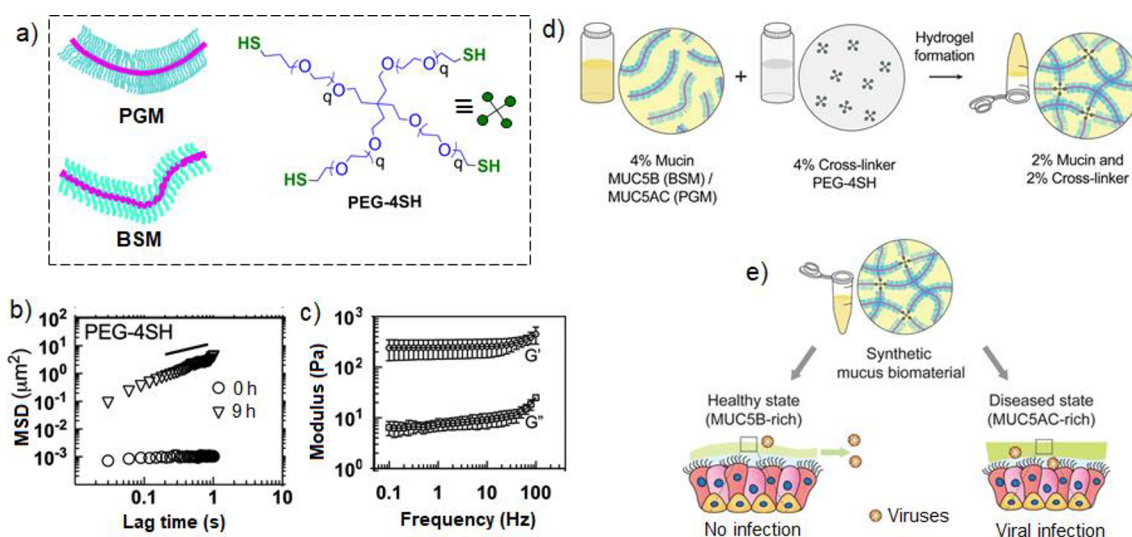 a)
PGM
BSM
HS
SH
O
O
q
q
O
O
≡
O
O
O
O
q
q
HS
SH
PEG-4SH
b)
PEG-4SH
MSD (μm²)
10²
10¹
10⁰
10⁻¹
10⁻²
10⁻³
0 h
9 h
0.1
1
10
Lag time (s)
c)
Modulus (Pa)
10³
10²
10¹
10⁰
G'
G"
0.1
1
10
100
Frequency (Hz)
d)
+
Hydrogel
formation
4% Mucin
MUC5B (BSM) /
MUC5AC (PGM)
4% Cross-linker
PEG-4SH
2% Mucin and
2% Cross-linker
e)
Synthetic
mucus biomaterial
Healthy state
(MUC5B-rich)
Diseased state
(MUC5AC-rich)
No infection
Viruses
Viral infection